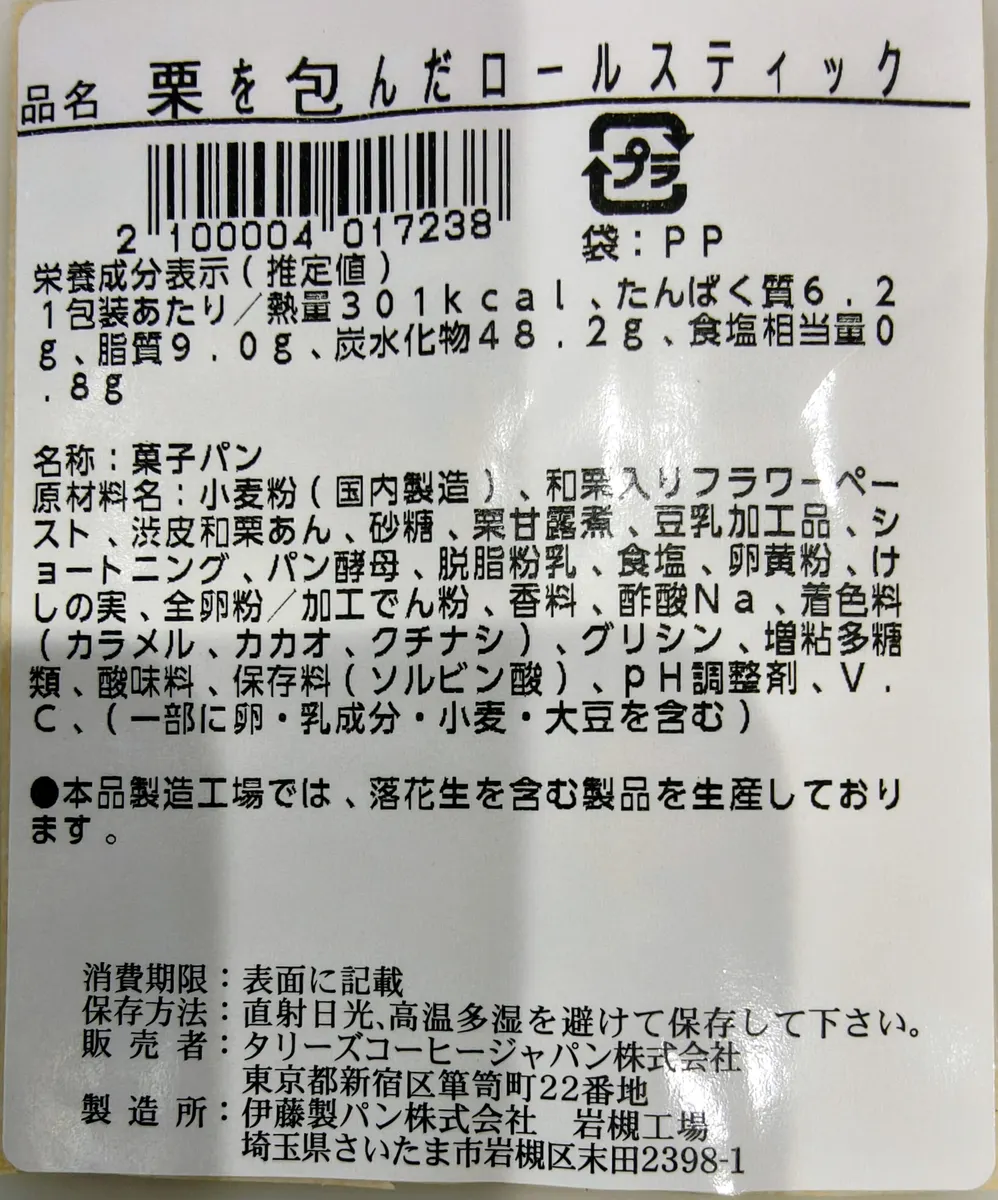 品名 栗を包んだロールスティック
プラ
2 100004 017238
袋：ＰＰ
栄養成分表示(推定値)
１包装あたり／熱量３０１ｋｃａｌ、たんぱく質６．２
ｇ、脂質９．０ｇ、炭水化物４８．２ｇ、食塩相当量０
．８ｇ
名称：菓子パン
原材料名：小麦粉(国内製造)、和栗入りフラワーペー
スト、渋皮和栗あん、砂糖、栗甘露煮、豆乳加工品、シ
ョートニング、パン酵母、脱脂粉乳、食塩、卵黄粉、け
しの実、全卵粉／加工でん粉、香料、酢酸Ｎａ、着色料
(カラメル、カカオ、クチナシ)、グリシン、増粘多糖
類、酸味料、保存料(ソルビン酸)、ｐＨ調整剤、Ｖ．
Ｃ、(一部に卵・乳成分・小麦・大豆を含む)
●本品製造工場では、落花生を含む製品を生産しており
ます。
消費期限：表面に記載
保存方法：直射日光、高温多湿を避けて保存して下さい。
販売者：タリーズコーヒージャパン株式会社
東京都新宿区箪笥町22番地
製造所：伊藤製パン株式会社　岩槻工場
埼玉県さいたま市岩槻区末田2398-1